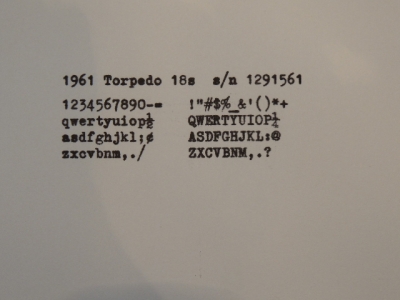 1961 Torpedo 18s s/n 1291561
1234567890-= !"#$%_&'()*+
qwertyuiop½ QWERTYUIOP¼
asdfghjkl;¢ ASDFGHJKL:@
zxcvbnm,./ ZXCVBNM,.?